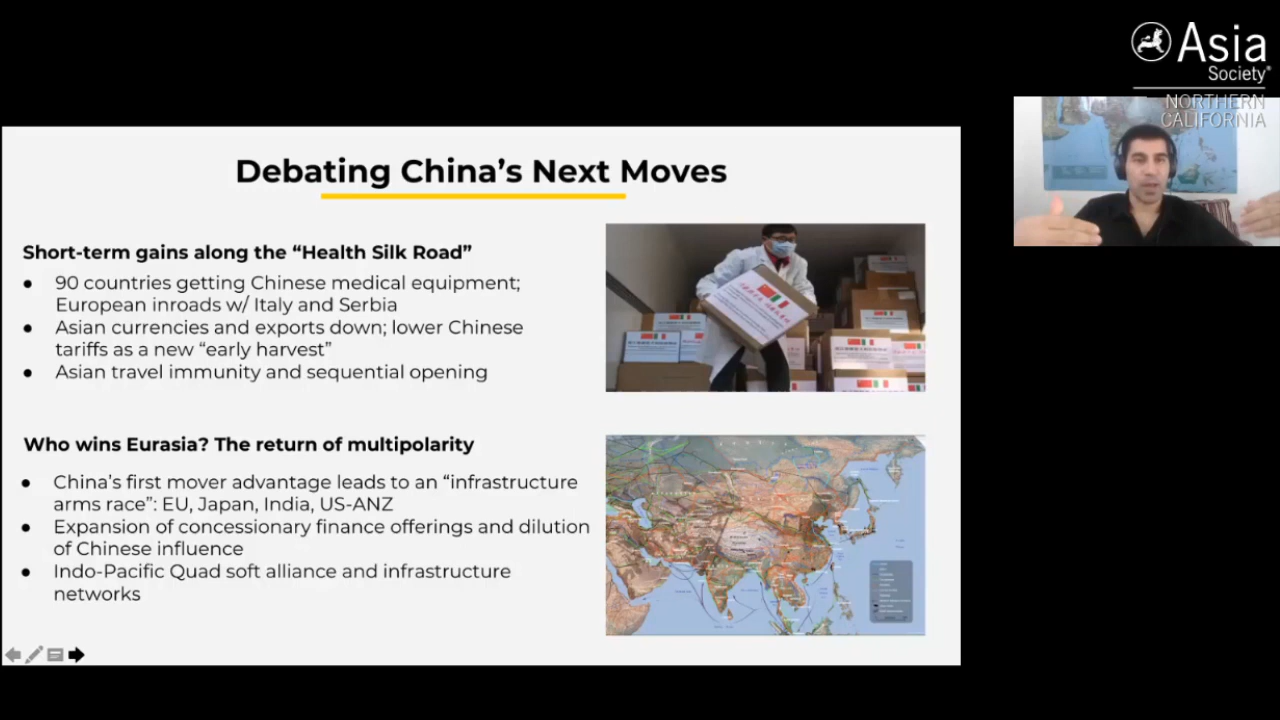 Asia
Society
NORTHERN
CALIFORNIA
Debating China’s Next Moves
Short-term gains along the “Health Silk Road”
● 90 countries getting Chinese medical equipment;
European inroads w/ Italy and Serbia
● Asian currencies and exports down; lower Chinese
tariffs as a new “early harvest”
● Asian travel immunity and sequential opening
Who wins Eurasia? The return of multipolarity
● China’s first mover advantage leads to an “infrastructure
arms race”: EU, Japan, India, US-ANZ
● Expansion of concessionary finance offerings and dilution
of Chinese influence
● Indo-Pacific Quad soft alliance and infrastructure
networks